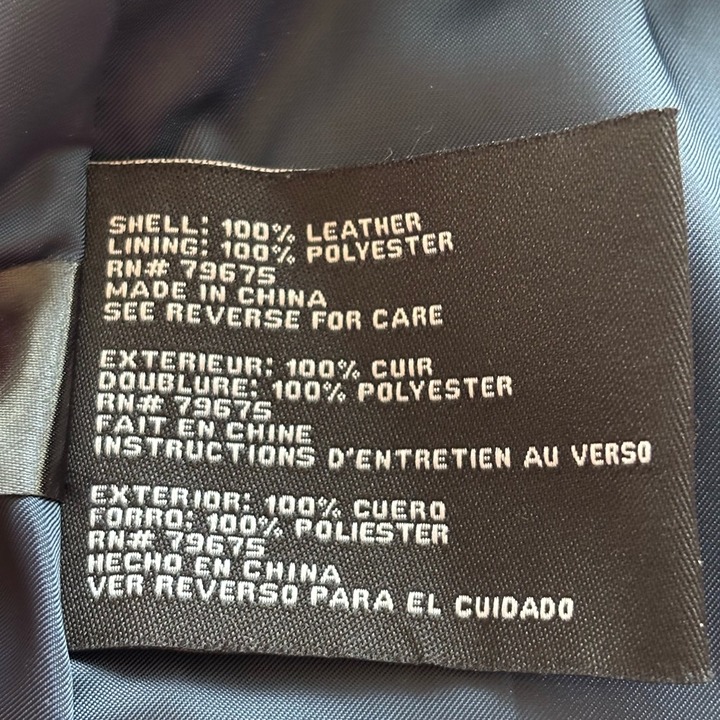 SHELL: 100% LEATHER
LINING: 100% POLYESTER
RN# 79675
MADE IN CHINA
SEE REVERSE FOR CARE
EXTERIEUR: 100% CUIR
DOUBLURE: 100% POLYESTER
RN# 79675
FAIT EN CHINE
INSTRUCTIONS D'ENTRETIEN AU VERSO
EXTERIOR: 100% CUERO
FORRO: 100% POLIESTER
RN# 79675
HECHO EN CHINA
VER REVERSO PARA EL CUIDADO